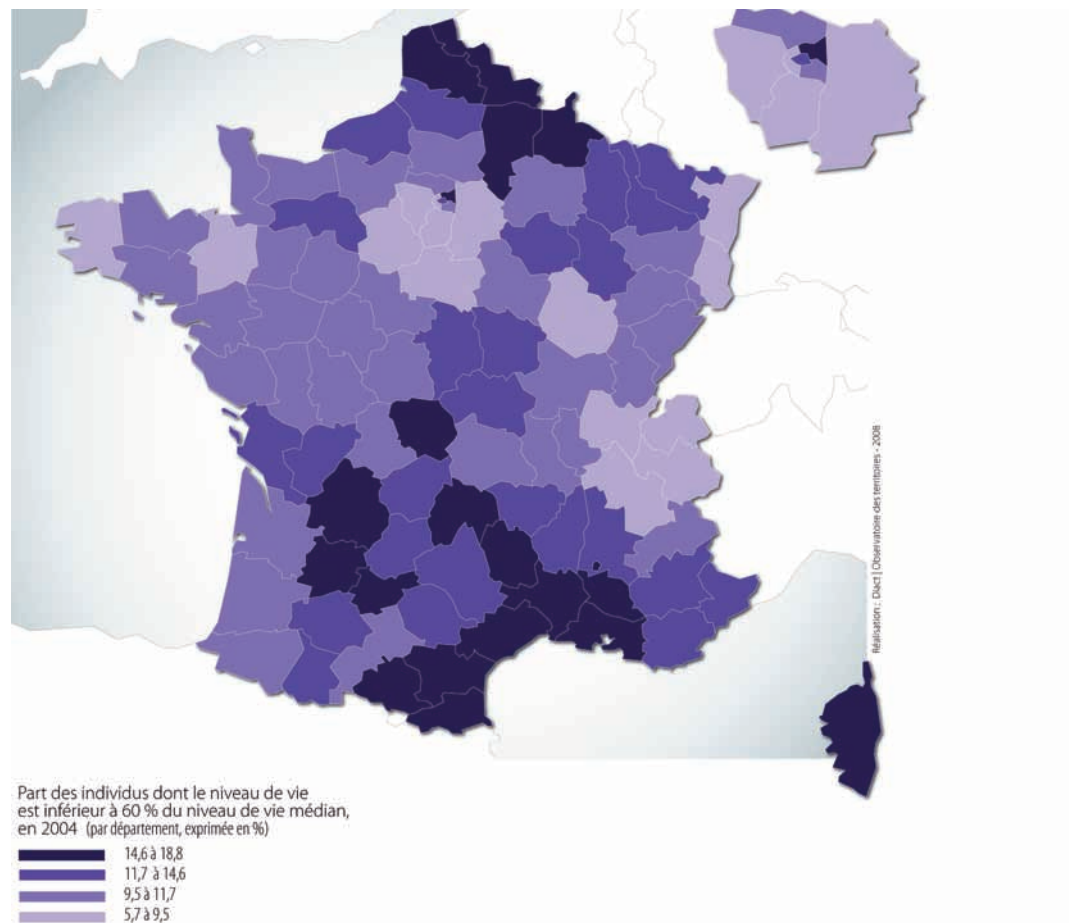 Réalisation : Diact | Observatoire des territoires - 2008
Part des individus dont le niveau de vie
est inférieur à 60 % du niveau de vie médian,
en 2004 (par département, exprimée en %)
14,6 à 18,8
11,7 à 14,6
9,5 à 11,7
5,7 à 9,5